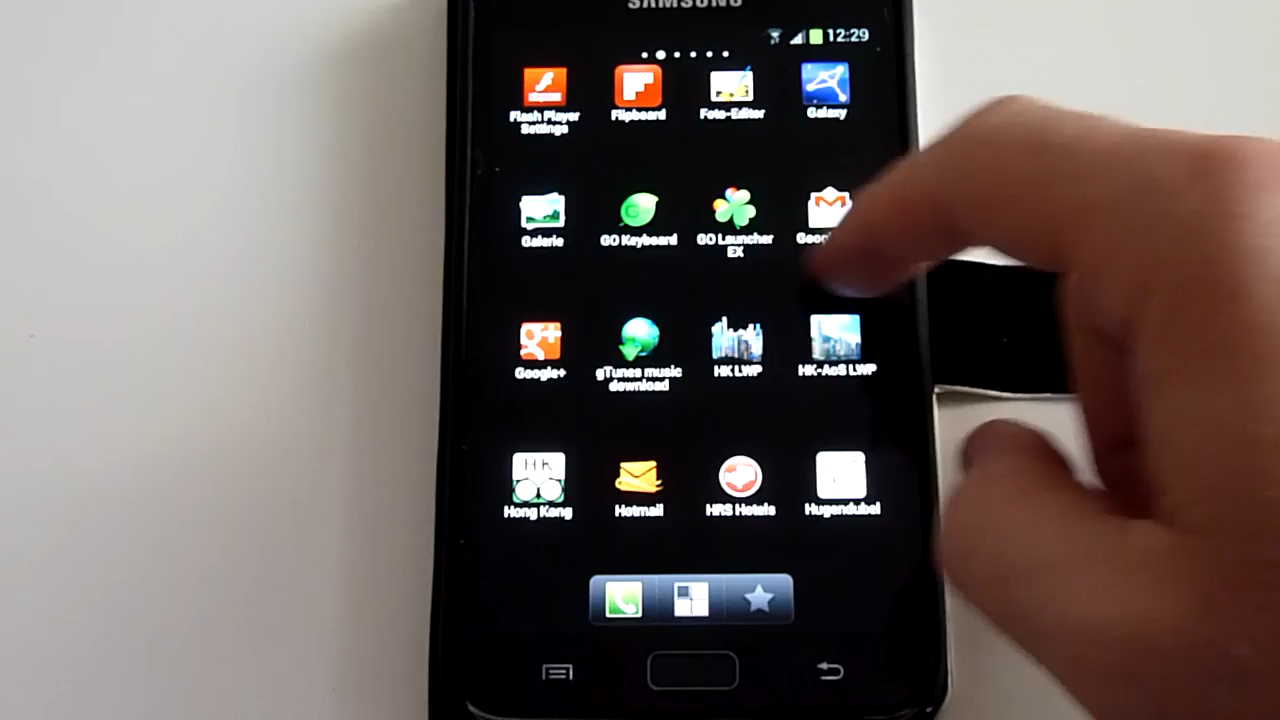 SAMSUNG
12:29
Flash Player
Settings
Flipboard
Foto-Editor
Galaxy
Galerie
GO Keyboard
GO Launcher
EX
Google+
gTunes music
download
HK LWP
HK-AoS LWP
HK
Hong Kong
Hotmail
HRS Hotels
Hugendubel